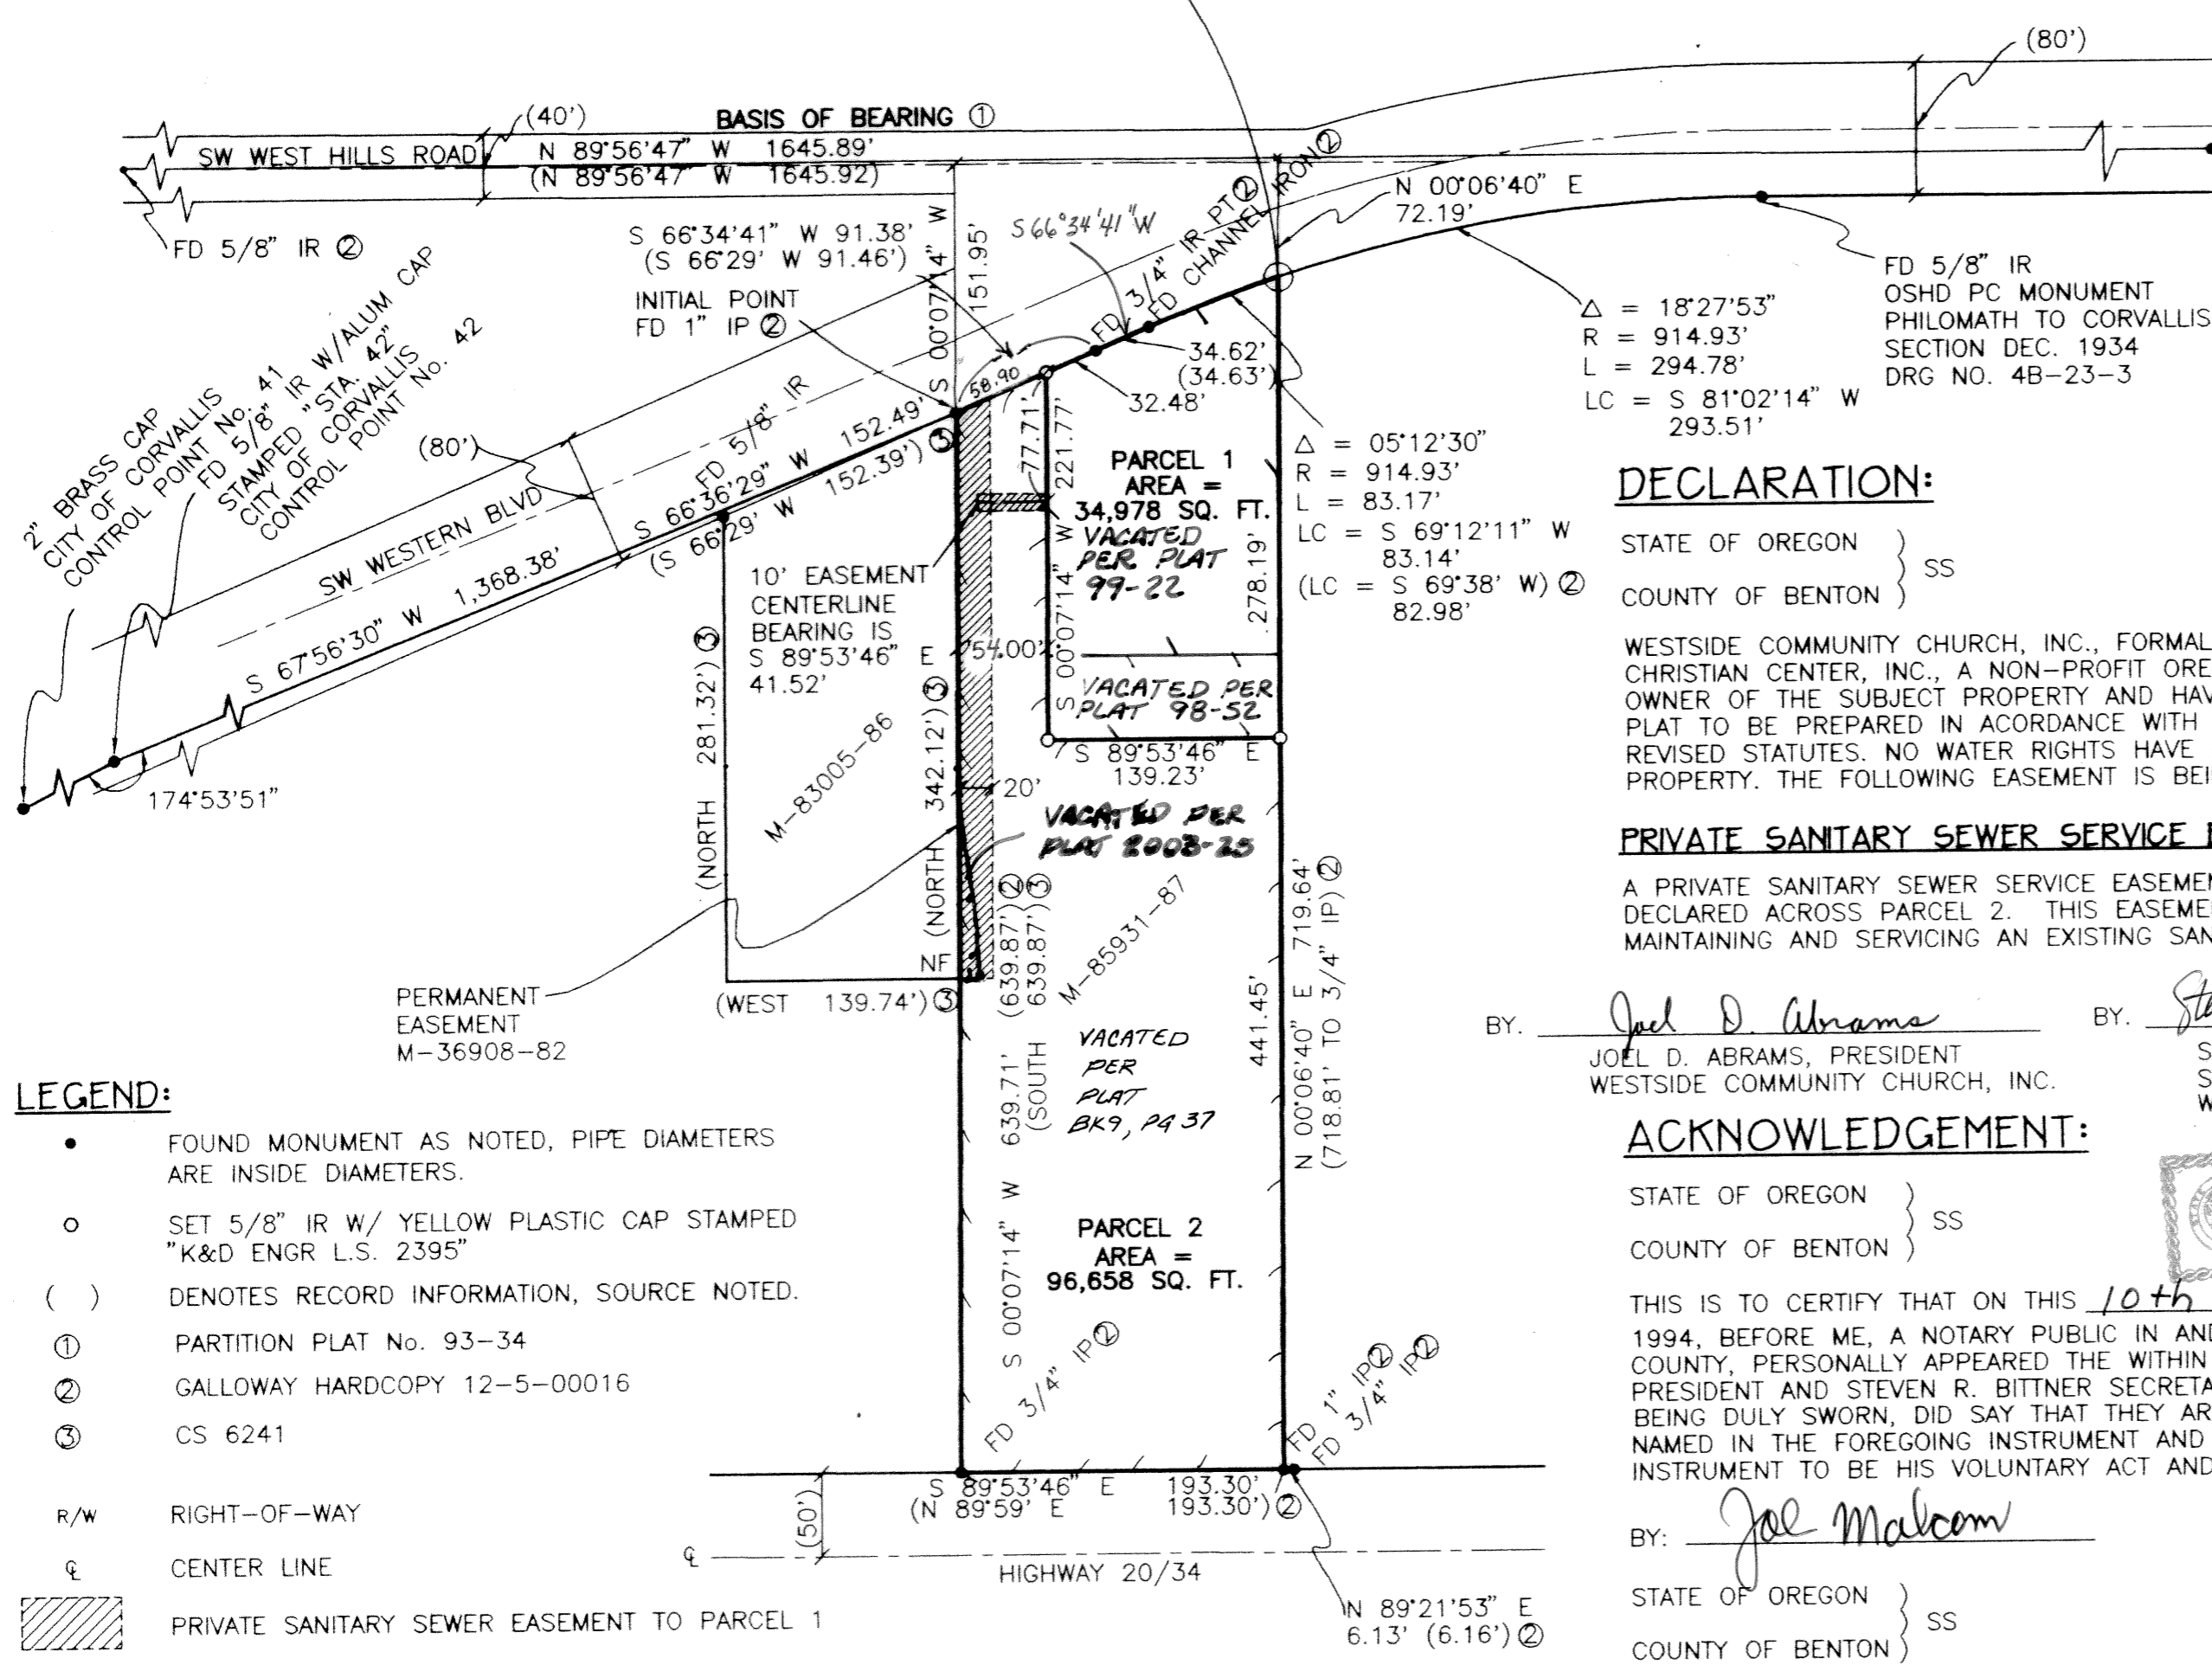 (80')
(40')
BASIS OF BEARING ①
SW WEST HILLS ROAD
N 89°56'47" W 1645.89'
(N 89°56'47" W 1645.92)
FD 5/8" IR ②
S 66°34'41" W 91.38'
(S 66°29' W 91.46')
INITIAL POINT
FD 1" IP ②
S 00°07'14" W
151.95'
S 66°34'41" W
FD 3/4" IR PT ②
FD CHANNEL IRON ②
N 00°06'40" E
72.19'
FD 5/8" IR
OSHD PC MONUMENT
PHILOMATH TO CORVALLIS
SECTION DEC. 1934
DRG NO. 4B-23-3
Δ = 18°27'53"
R = 914.93'
L = 294.78'
LC = S 81°02'14" W
293.51'
2" BRASS CAP
CITY OF CORVALLIS
CONTROL POINT No. 41
FD 5/8" IR W/ALUM CAP
STAMPED "STA. 42"
CITY OF CORVALLIS
CONTROL POINT No. 42
(80')
SW WESTERN BLVD
FD 5/8" IR
S 66°36'29" W 152.49'
(S 66°29' W 152.39') ③
S 67°56'30" W 1,368.38'
174°53'51"
58.90
34.62'
(34.63')
32.48'
77.71'
221.77'
S 00°07'14" W
PARCEL 1
AREA =
34,978 SQ. FT.
VACATED
PER PLAT
99-22
278.19'
Δ = 05°12'30"
R = 914.93'
L = 83.17'
LC = S 69°12'11" W
83.14'
(LC = S 69°38' W) ②
82.98'
10' EASEMENT
CENTERLINE
BEARING IS
S 89°53'46" E
41.52'
54.00'
VACATED PER
PLAT 98-52
S 89°53'46" E
139.23'
(NORTH 281.32') ③
M-83005-86
(NORTH 342.12') ③
20'
VACATED PER
PLAT 2003-25
NF
(WEST 139.74') ③
PERMANENT
EASEMENT
M-36908-82
S 00°07'14" W 639.71' (639.87') ②
(SOUTH 639.87') ③
M-85931-87
VACATED
PER
PLAT
BK9, PG 37
441.45'
N 00°06'40" E 719.64'
(718.81' TO 3/4" IP) ②
PARCEL 2
AREA =
96,658 SQ. FT.
FD 3/4" IP ②
FD 1" IP ②
FD 3/4" IP ②
S 89°53'46" E 193.30'
(N 89°59' E 193.30') ②
(50')
℄
HIGHWAY 20/34
N 89°21'53" E
6.13' (6.16') ②
LEGEND:
● FOUND MONUMENT AS NOTED, PIPE DIAMETERS
ARE INSIDE DIAMETERS.
○ SET 5/8" IR W/ YELLOW PLASTIC CAP STAMPED
"K&D ENGR L.S. 2395"
( ) DENOTES RECORD INFORMATION, SOURCE NOTED.
① PARTITION PLAT No. 93-34
② GALLOWAY HARDCOPY 12-5-00016
③ CS 6241
R/W RIGHT-OF-WAY
℄ CENTER LINE
PRIVATE SANITARY SEWER EASEMENT TO PARCEL 1
DECLARATION:
STATE OF OREGON )
) SS
COUNTY OF BENTON )
WESTSIDE COMMUNITY CHURCH, INC., FORMAL
CHRISTIAN CENTER, INC., A NON-PROFIT ORE
OWNER OF THE SUBJECT PROPERTY AND HAV
PLAT TO BE PREPARED IN ACORDANCE WITH
REVISED STATUTES. NO WATER RIGHTS HAVE
PROPERTY. THE FOLLOWING EASEMENT IS BEI
PRIVATE SANITARY SEWER SERVICE
A PRIVATE SANITARY SEWER SERVICE EASEME
DECLARED ACROSS PARCEL 2. THIS EASEME
MAINTAINING AND SERVICING AN EXISTING SAN
BY. Joel D. Abrams
JOEL D. ABRAMS, PRESIDENT
WESTSIDE COMMUNITY CHURCH, INC.
BY. Ste
S
S
W
ACKNOWLEDGEMENT:
STATE OF OREGON )
) SS
COUNTY OF BENTON )
THIS IS TO CERTIFY THAT ON THIS 10th
1994, BEFORE ME, A NOTARY PUBLIC IN AND
COUNTY, PERSONALLY APPEARED THE WITHIN
PRESIDENT AND STEVEN R. BITTNER SECRETA
BEING DULY SWORN, DID SAY THAT THEY AR
NAMED IN THE FOREGOING INSTRUMENT AND
INSTRUMENT TO BE HIS VOLUNTARY ACT AND
BY: Joe Malcom
STATE OF OREGON )
) SS
COUNTY OF BENTON )